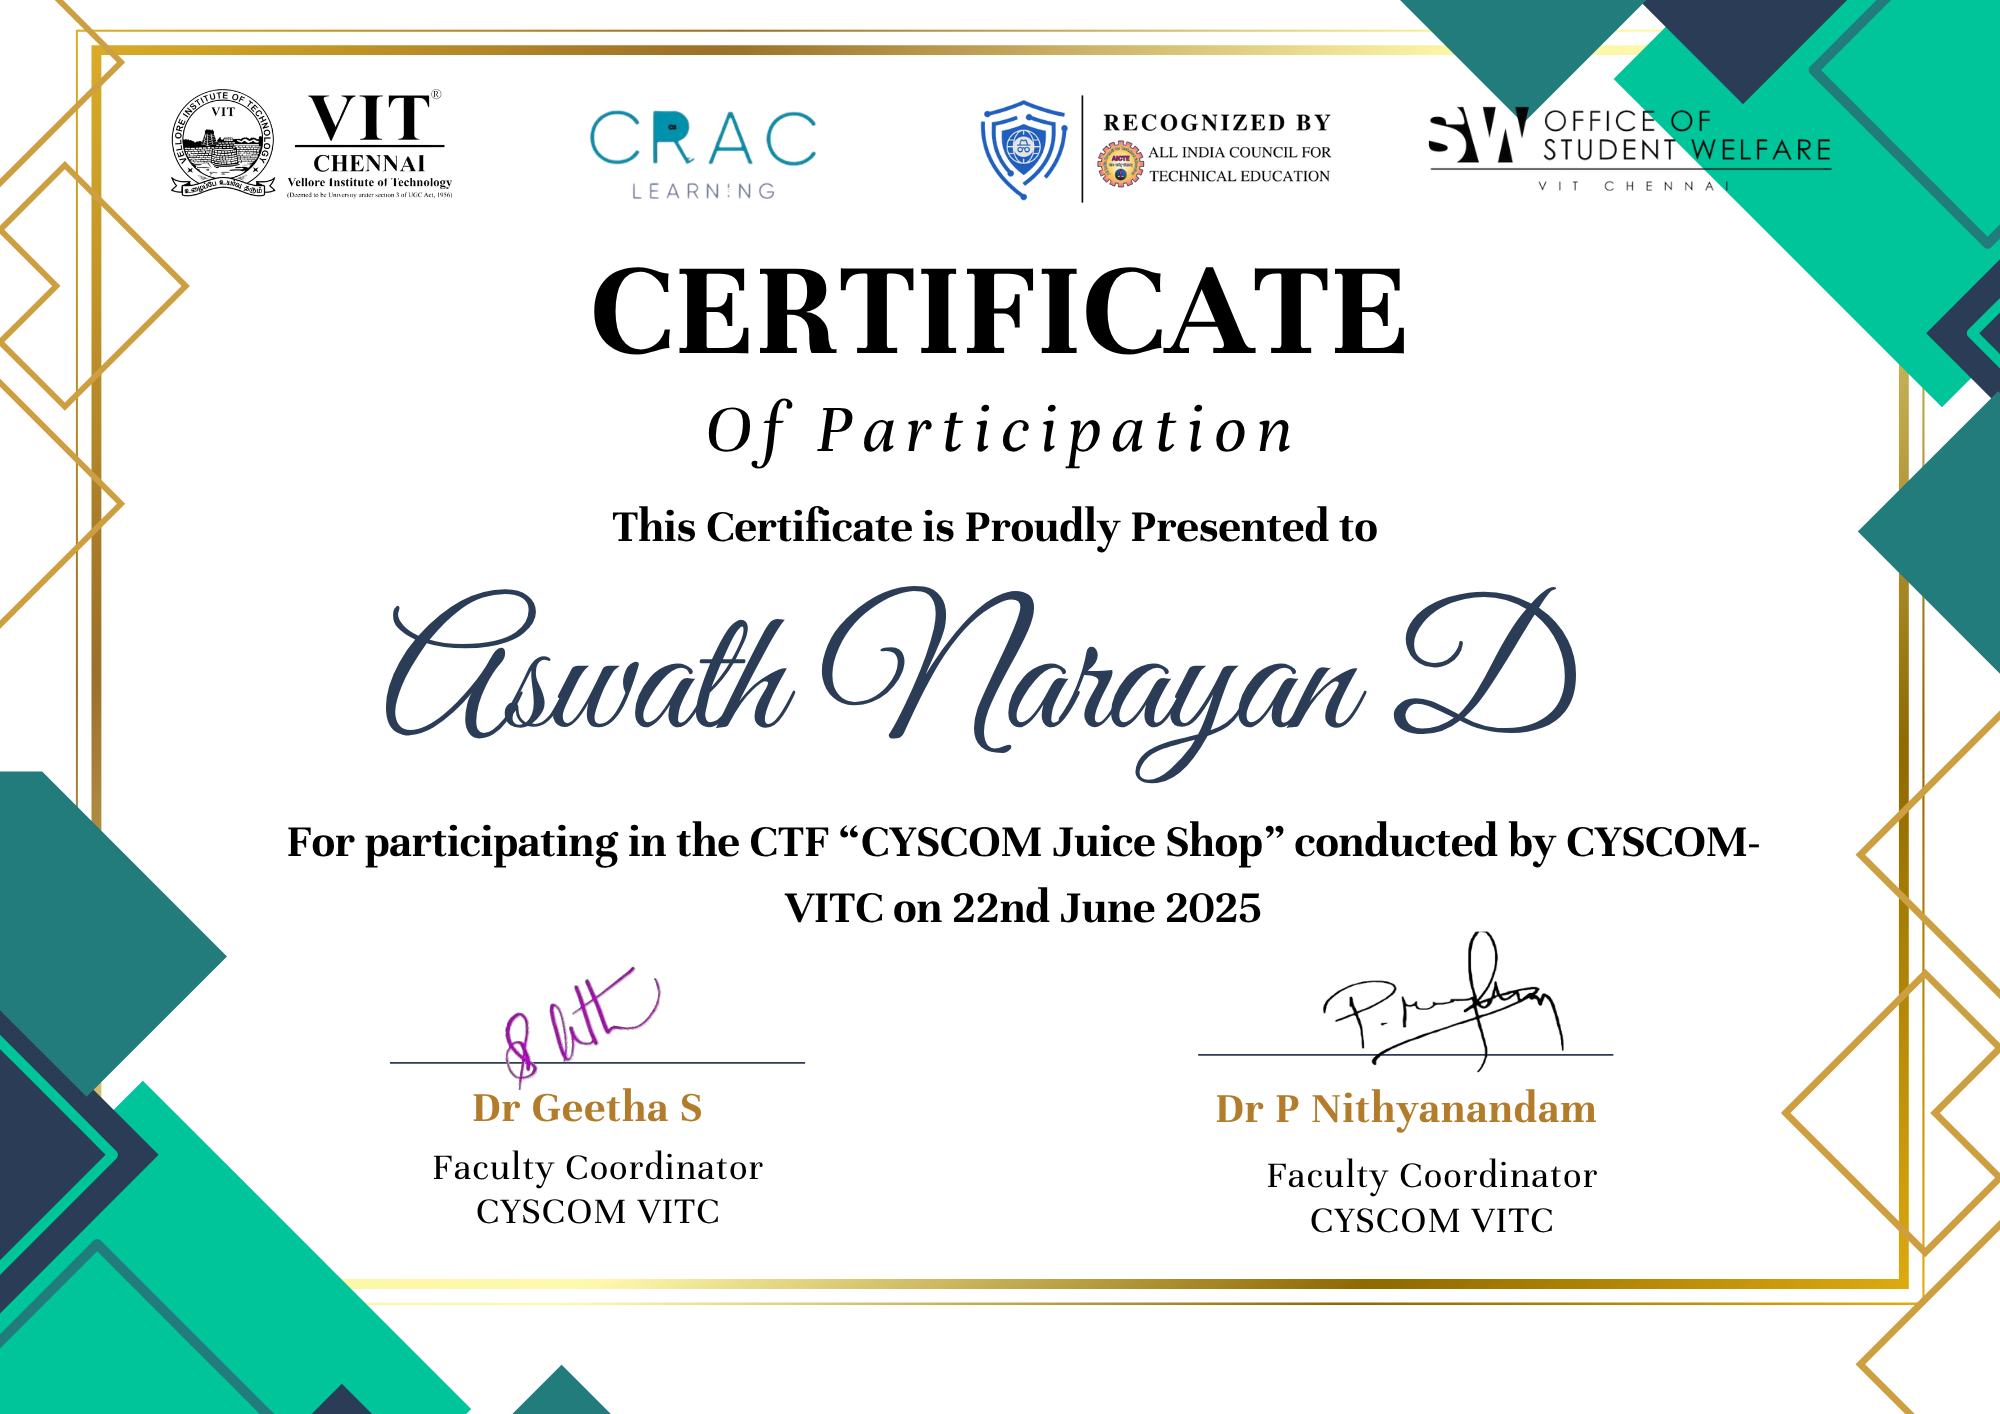 VELLORE INSTITUTE OF TECHNOLOGY
VIT
VIT®
CHENNAI
Vellore Institute of Technology
(Deemed to be University under section 3 of UGC Act, 1956)
CRAC
LEARNING
RECOGNIZED BY
AICTE
ALL INDIA COUNCIL FOR
TECHNICAL EDUCATION
SW
OFFICE OF
STUDENT WELFARE
VIT CHENNAI
CERTIFICATE
Of Participation
This Certificate is Proudly Presented to
Aswath Narayan D
For participating in the CTF “CYSCOM Juice Shop” conducted by CYSCOM-
VITC on 22nd June 2025
Dr Geetha S
Faculty Coordinator
CYSCOM VITC
Dr P Nithyanandam
Faculty Coordinator
CYSCOM VITC